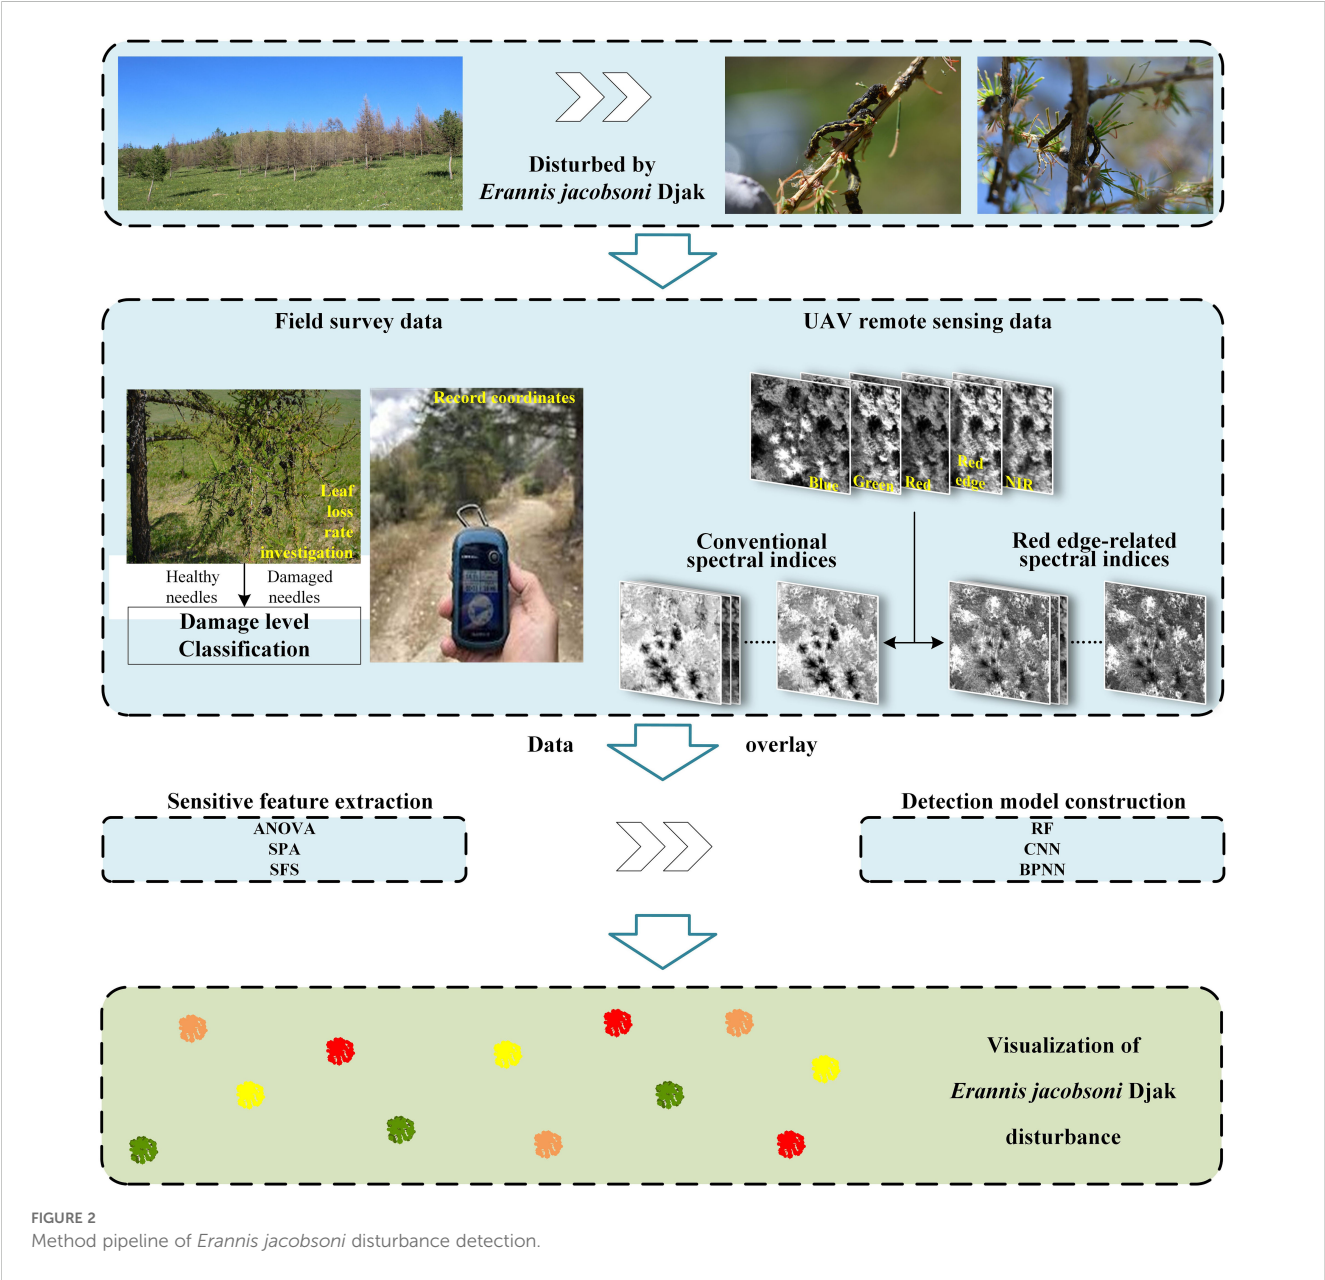 Disturbed by
Erannis jacobsoni Djak
Field survey data
UAV remote sensing data
Leaf
loss
rate
investigation
Record coordinates
Blue
Green
Red
Red
edge
NIR
Healthy
needles
Damaged
needles
Damage level
Classification
Conventional
spectral indices
Red edge-related
spectral indices
Data overlay
Sensitive feature extraction
ANOVA
SPA
SFS
Detection model construction
RF
CNN
BPNN
Visualization of
Erannis jacobsoni Djak
disturbance
FIGURE 2
Method pipeline of Erannis jacobsoni disturbance detection.